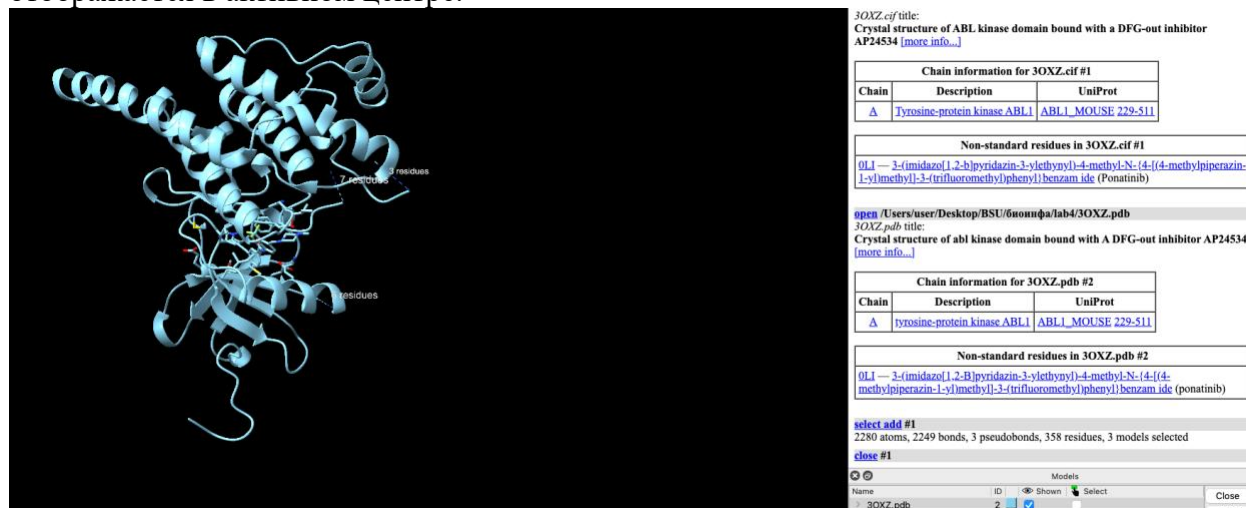 отображается в активном центре.
7 residues
3 residues
residues
3OXZ.cif title:
Crystal structure of ABL kinase domain bound with a DFG-out inhibitor
AP24534 [more info...]
Chain information for 3OXZ.cif #1
Chain Description UniProt
A Tyrosine-protein kinase ABL1 ABL1_MOUSE 229-511
Non-standard residues in 3OXZ.cif #1
0LI — 3-(imidazo[1,2-b]pyridazin-3-ylethynyl)-4-methyl-N-{4-[(4-methylpiperazin-
1-yl)methyl]-3-(trifluoromethyl)phenyl}benzam ide (Ponatinib)
open /Users/user/Desktop/BSU/биоинфа/lab4/3OXZ.pdb
3OXZ.pdb title:
Crystal structure of abl kinase domain bound with A DFG-out inhibitor AP24534
[more info...]
Chain information for 3OXZ.pdb #2
Chain Description UniProt
A tyrosine-protein kinase ABL1 ABL1_MOUSE 229-511
Non-standard residues in 3OXZ.pdb #2
0LI — 3-(imidazo[1,2-B]pyridazin-3-ylethynyl)-4-methyl-N-{4-[(4-
methylpiperazin-1-yl)methyl]-3-(trifluoromethyl)phenyl}benzam ide (ponatinib)
select add #1
2280 atoms, 2249 bonds, 3 pseudobonds, 358 residues, 3 models selected
close #1
Models
Name ID Shown Select Close
3OXZ.pdb 2